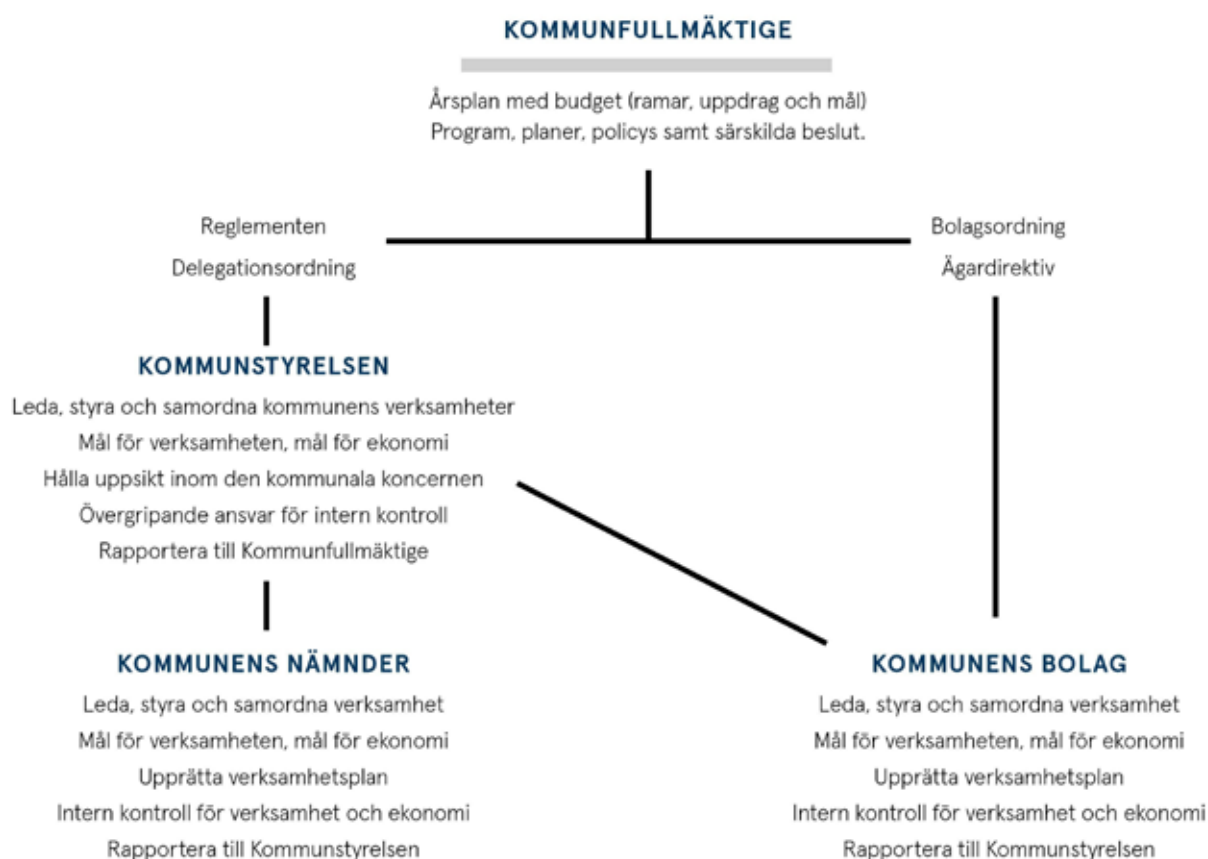 KOMMUNFULLMÄKTIGE
Årsplan med budget (ramar, uppdrag och mål)
Program, planer, policys samt särskilda beslut.
Reglementen
Delegationsordning
Bolagsordning
Ägardirektiv
KOMMUNSTYRELSEN
Leda, styra och samordna kommunens verksamheter
Mål för verksamheten, mål för ekonomi
Hålla uppsikt inom den kommunala koncernen
Övergripande ansvar för intern kontroll
Rapportera till Kommunfullmäktige
KOMMUNENS NÄMNDER
Leda, styra och samordna verksamhet
Mål för verksamheten, mål för ekonomi
Upprätta verksamhetsplan
Intern kontroll för verksamhet och ekonomi
Rapportera till Kommunstyrelsen
KOMMUNENS BOLAG
Leda, styra och samordna verksamhet
Mål för verksamheten, mål för ekonomi
Upprätta verksamhetsplan
Intern kontroll för verksamhet och ekonomi
Rapportera till Kommunstyrelsen